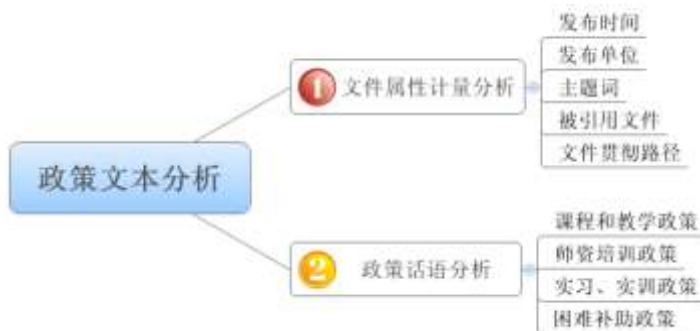 政策文本分析
1 文件属性计量分析
发布时间
发布单位
主题词
被引用文件
文件贯彻路径
2 政策话语分析
课程和教学政策
师资培训政策
实习、实训政策
困难补助政策